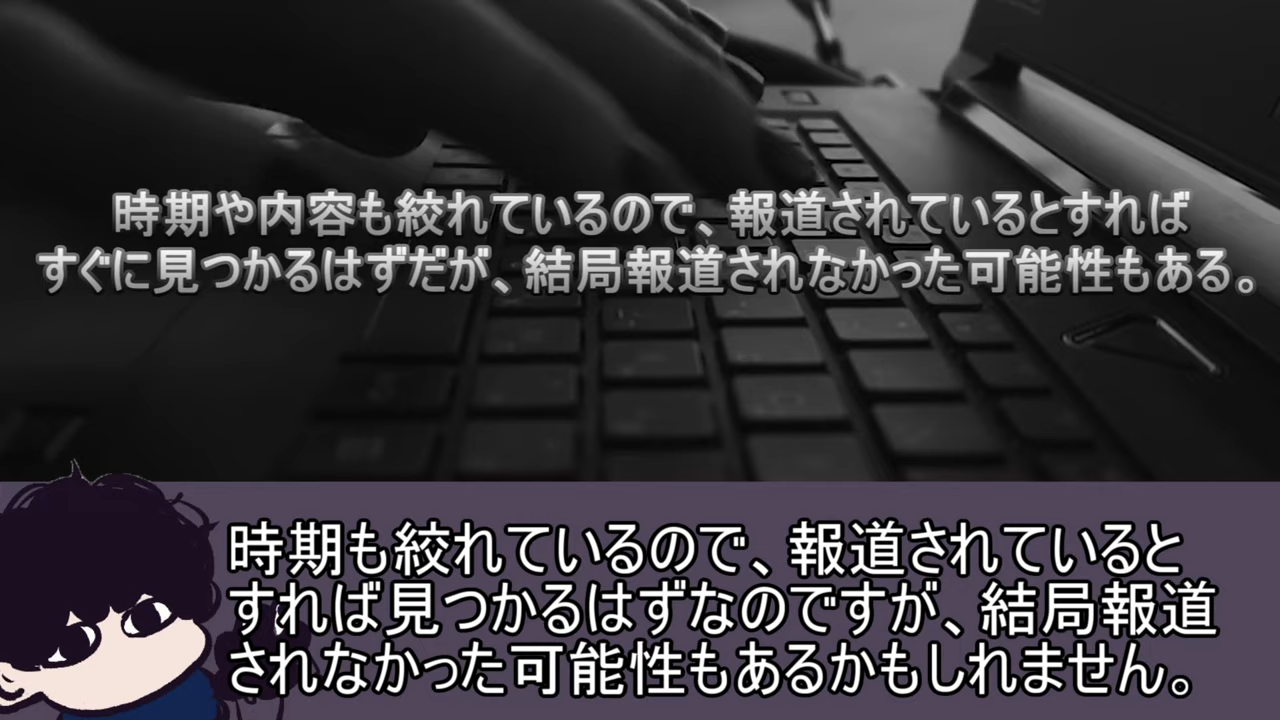 時期や内容も絞れているので、報道されているとすれば
すぐに見つかるはずだが、結局報道されなかった可能性もある。
時期も絞れているので、報道されていると
すれば見つかるはずなのですが、結局報道
されなかった可能性もあるかもしれません。